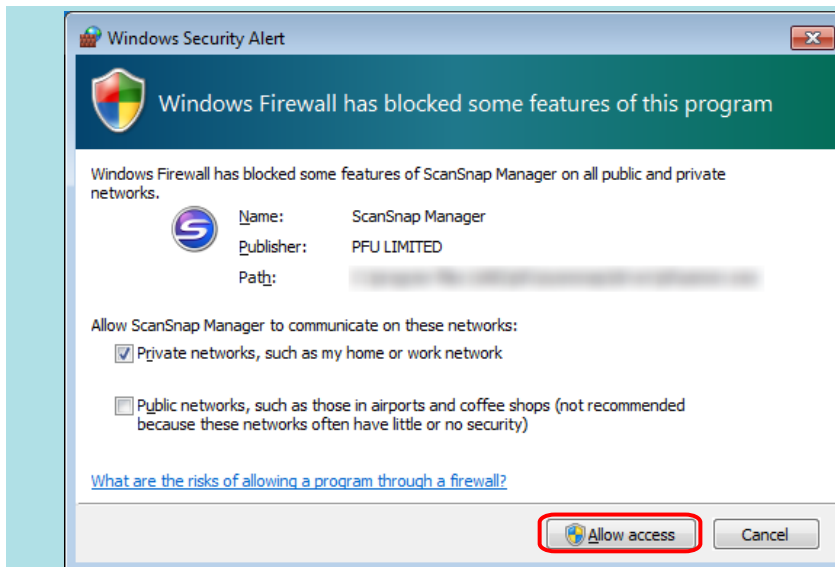 Windows Security Alert
Windows Firewall has blocked some features of this program
Windows Firewall has blocked some features of ScanSnap Manager on all public and private
networks.
Name: ScanSnap Manager
Publisher: PFU LIMITED
Path:
Allow ScanSnap Manager to communicate on these networks:
Private networks, such as my home or work network
Public networks, such as those in airports and coffee shops (not recommended
because these networks often have little or no security)
What are the risks of allowing a program through a firewall?
Allow access Cancel